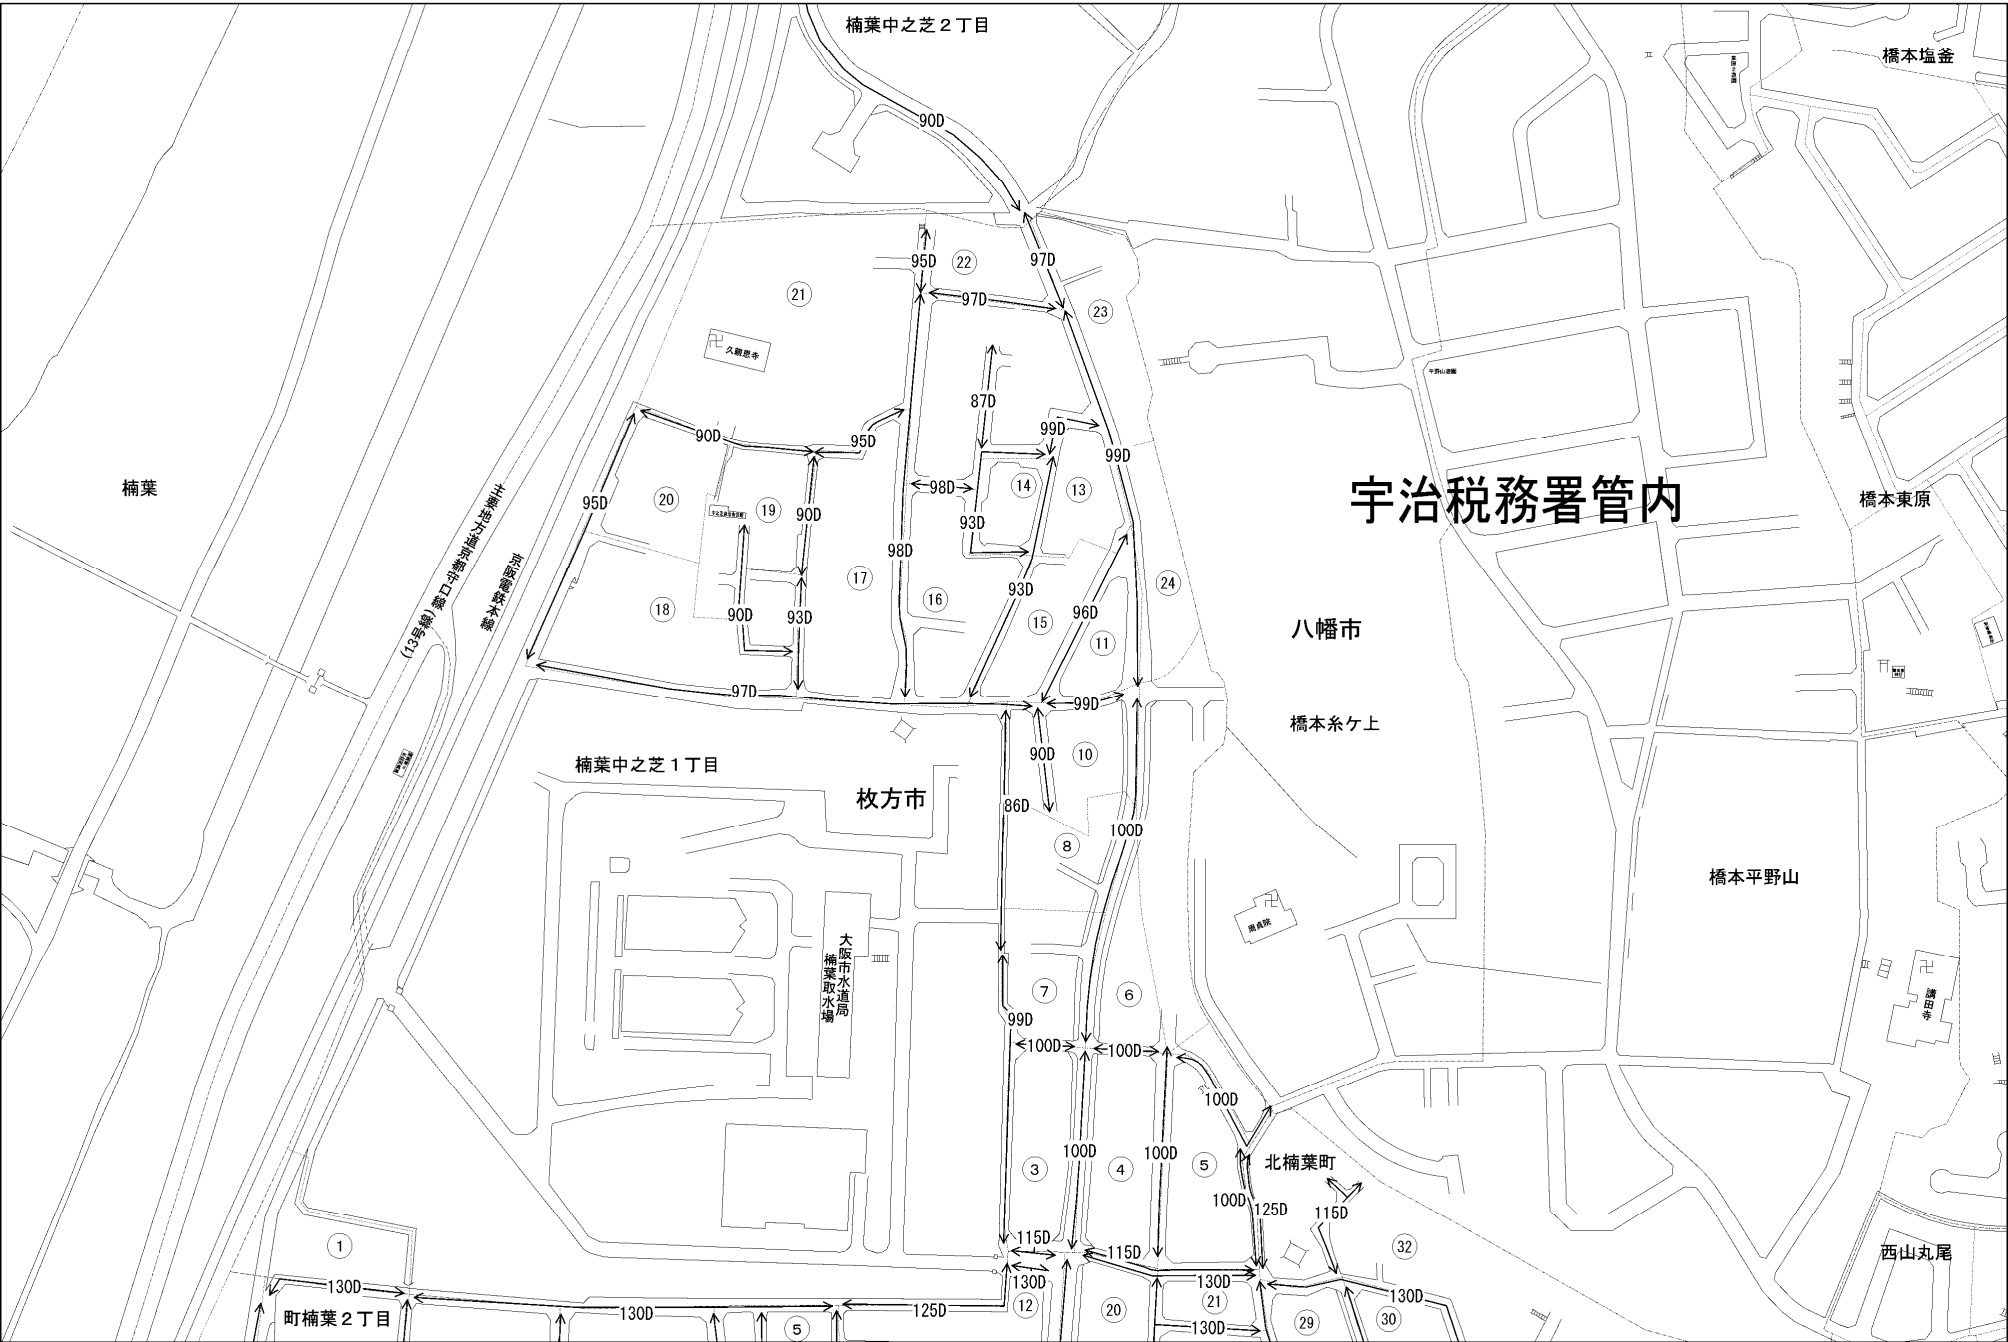 楠葉中之芝２丁目
橋本塩釜
90D
95D
22
97D
21
97D
23
久親恩寺
平野山遊園
87D
90D
95D
99D
99D
宇治税務署管内
楠葉
主要地方道京都守口線
(13号線)
京阪電鉄本線
95D
20
19
90D
98D
14
13
橋本東原
93D
98D
17
16
93D
24
18
90D
93D
15
96D
11
八幡市
97D
99D
橋本糸ケ上
楠葉中之芝１丁目
枚方市
90D
10
86D
100D
8
橋本平野山
大阪市水道局
楠葉取水場
7
6
講田寺
99D
100D
100D
100D
3
100D
4
100D
5
北楠葉町
100D
125D
115D
1
115D
115D
32
西山丸尾
130D
130D
130D
町楠葉２丁目
130D
125D
12
20
21
130D
30
5
130D
29